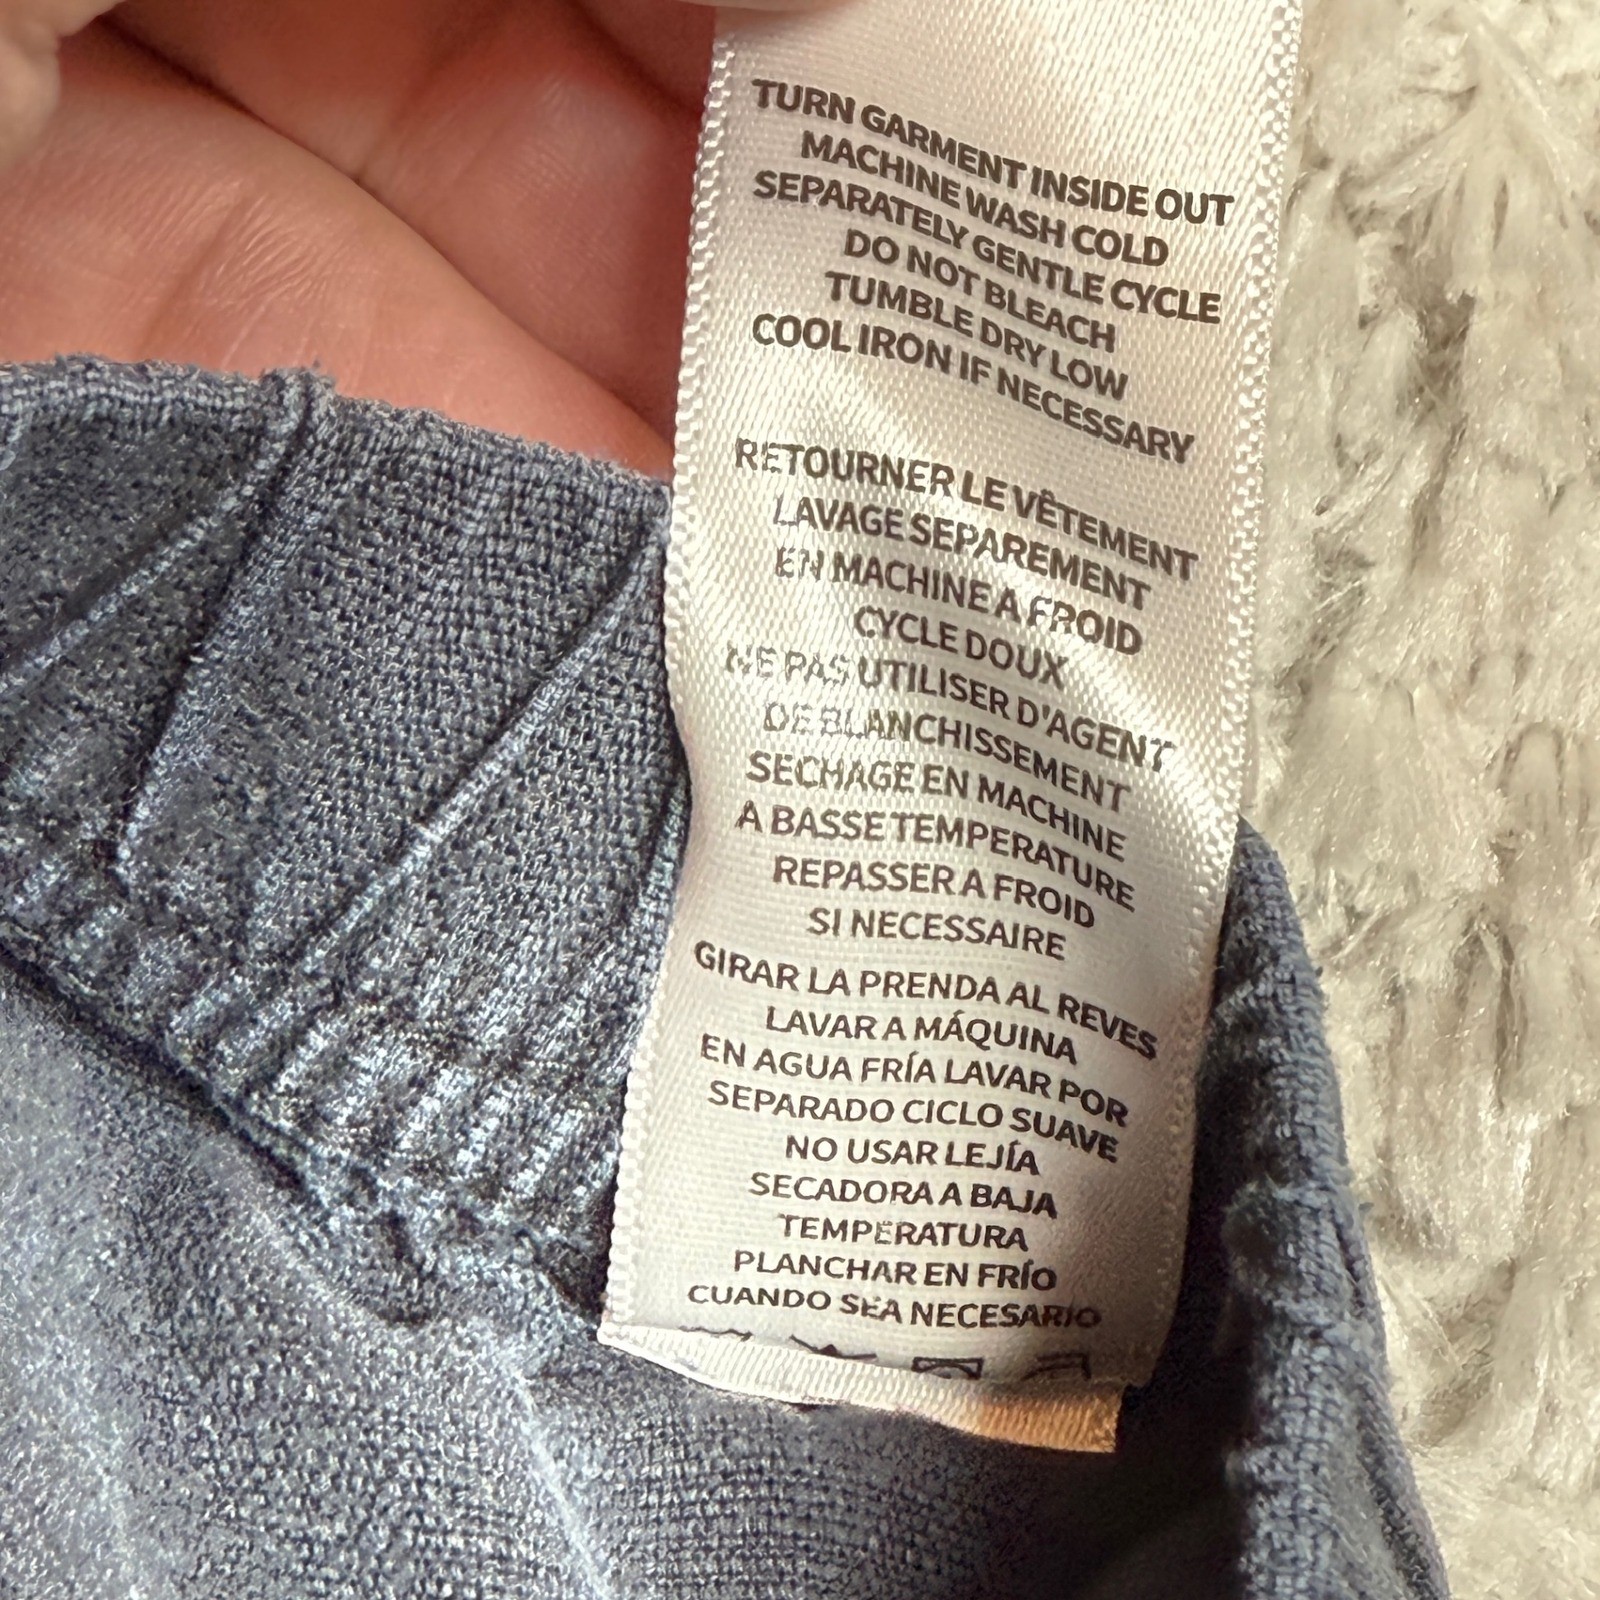 TURN GARMENT INSIDE OUT
MACHINE WASH COLD
SEPARATELY GENTLE CYCLE
DO NOT BLEACH
TUMBLE DRY LOW
COOL IRON IF NECESSARY
RETOURNER LE VÊTEMENT
LAVAGE SEPAREMENT
EN MACHINE A FROID
CYCLE DOUX
NE PAS UTILISER D'AGENT
DE BLANCHISSEMENT
SECHAGE EN MACHINE
A BASSE TEMPERATURE
REPASSER A FROID
SI NECESSAIRE
GIRAR LA PRENDA AL REVES
LAVAR A MÁQUINA
EN AGUA FRÍA LAVAR POR
SEPARADO CICLO SUAVE
NO USAR LEJÍA
SECADORA A BAJA
TEMPERATURA
PLANCHAR EN FRÍO
CUANDO SEA NECESARIO